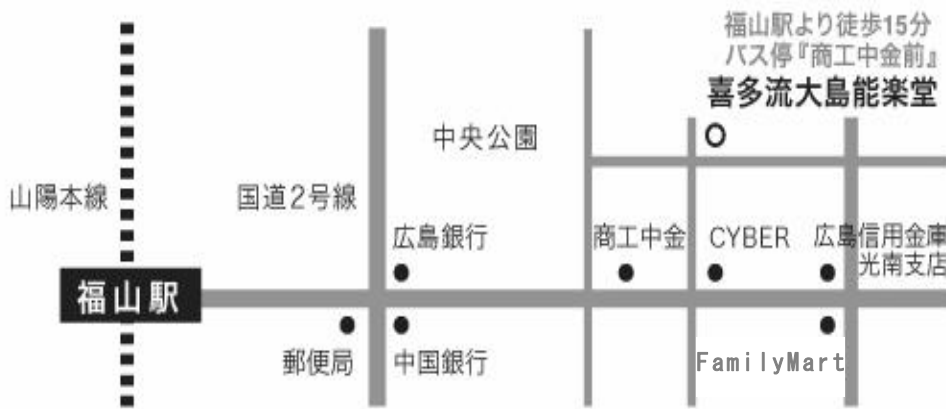 福山駅より徒歩15分
バス停『商工中金前』
喜多流大島能楽堂
中央公園
山陽本線
国道2号線
広島銀行
商工中金
CYBER
広島信用金庫
光南支店
福山駅
郵便局
中国銀行
FamilyMart